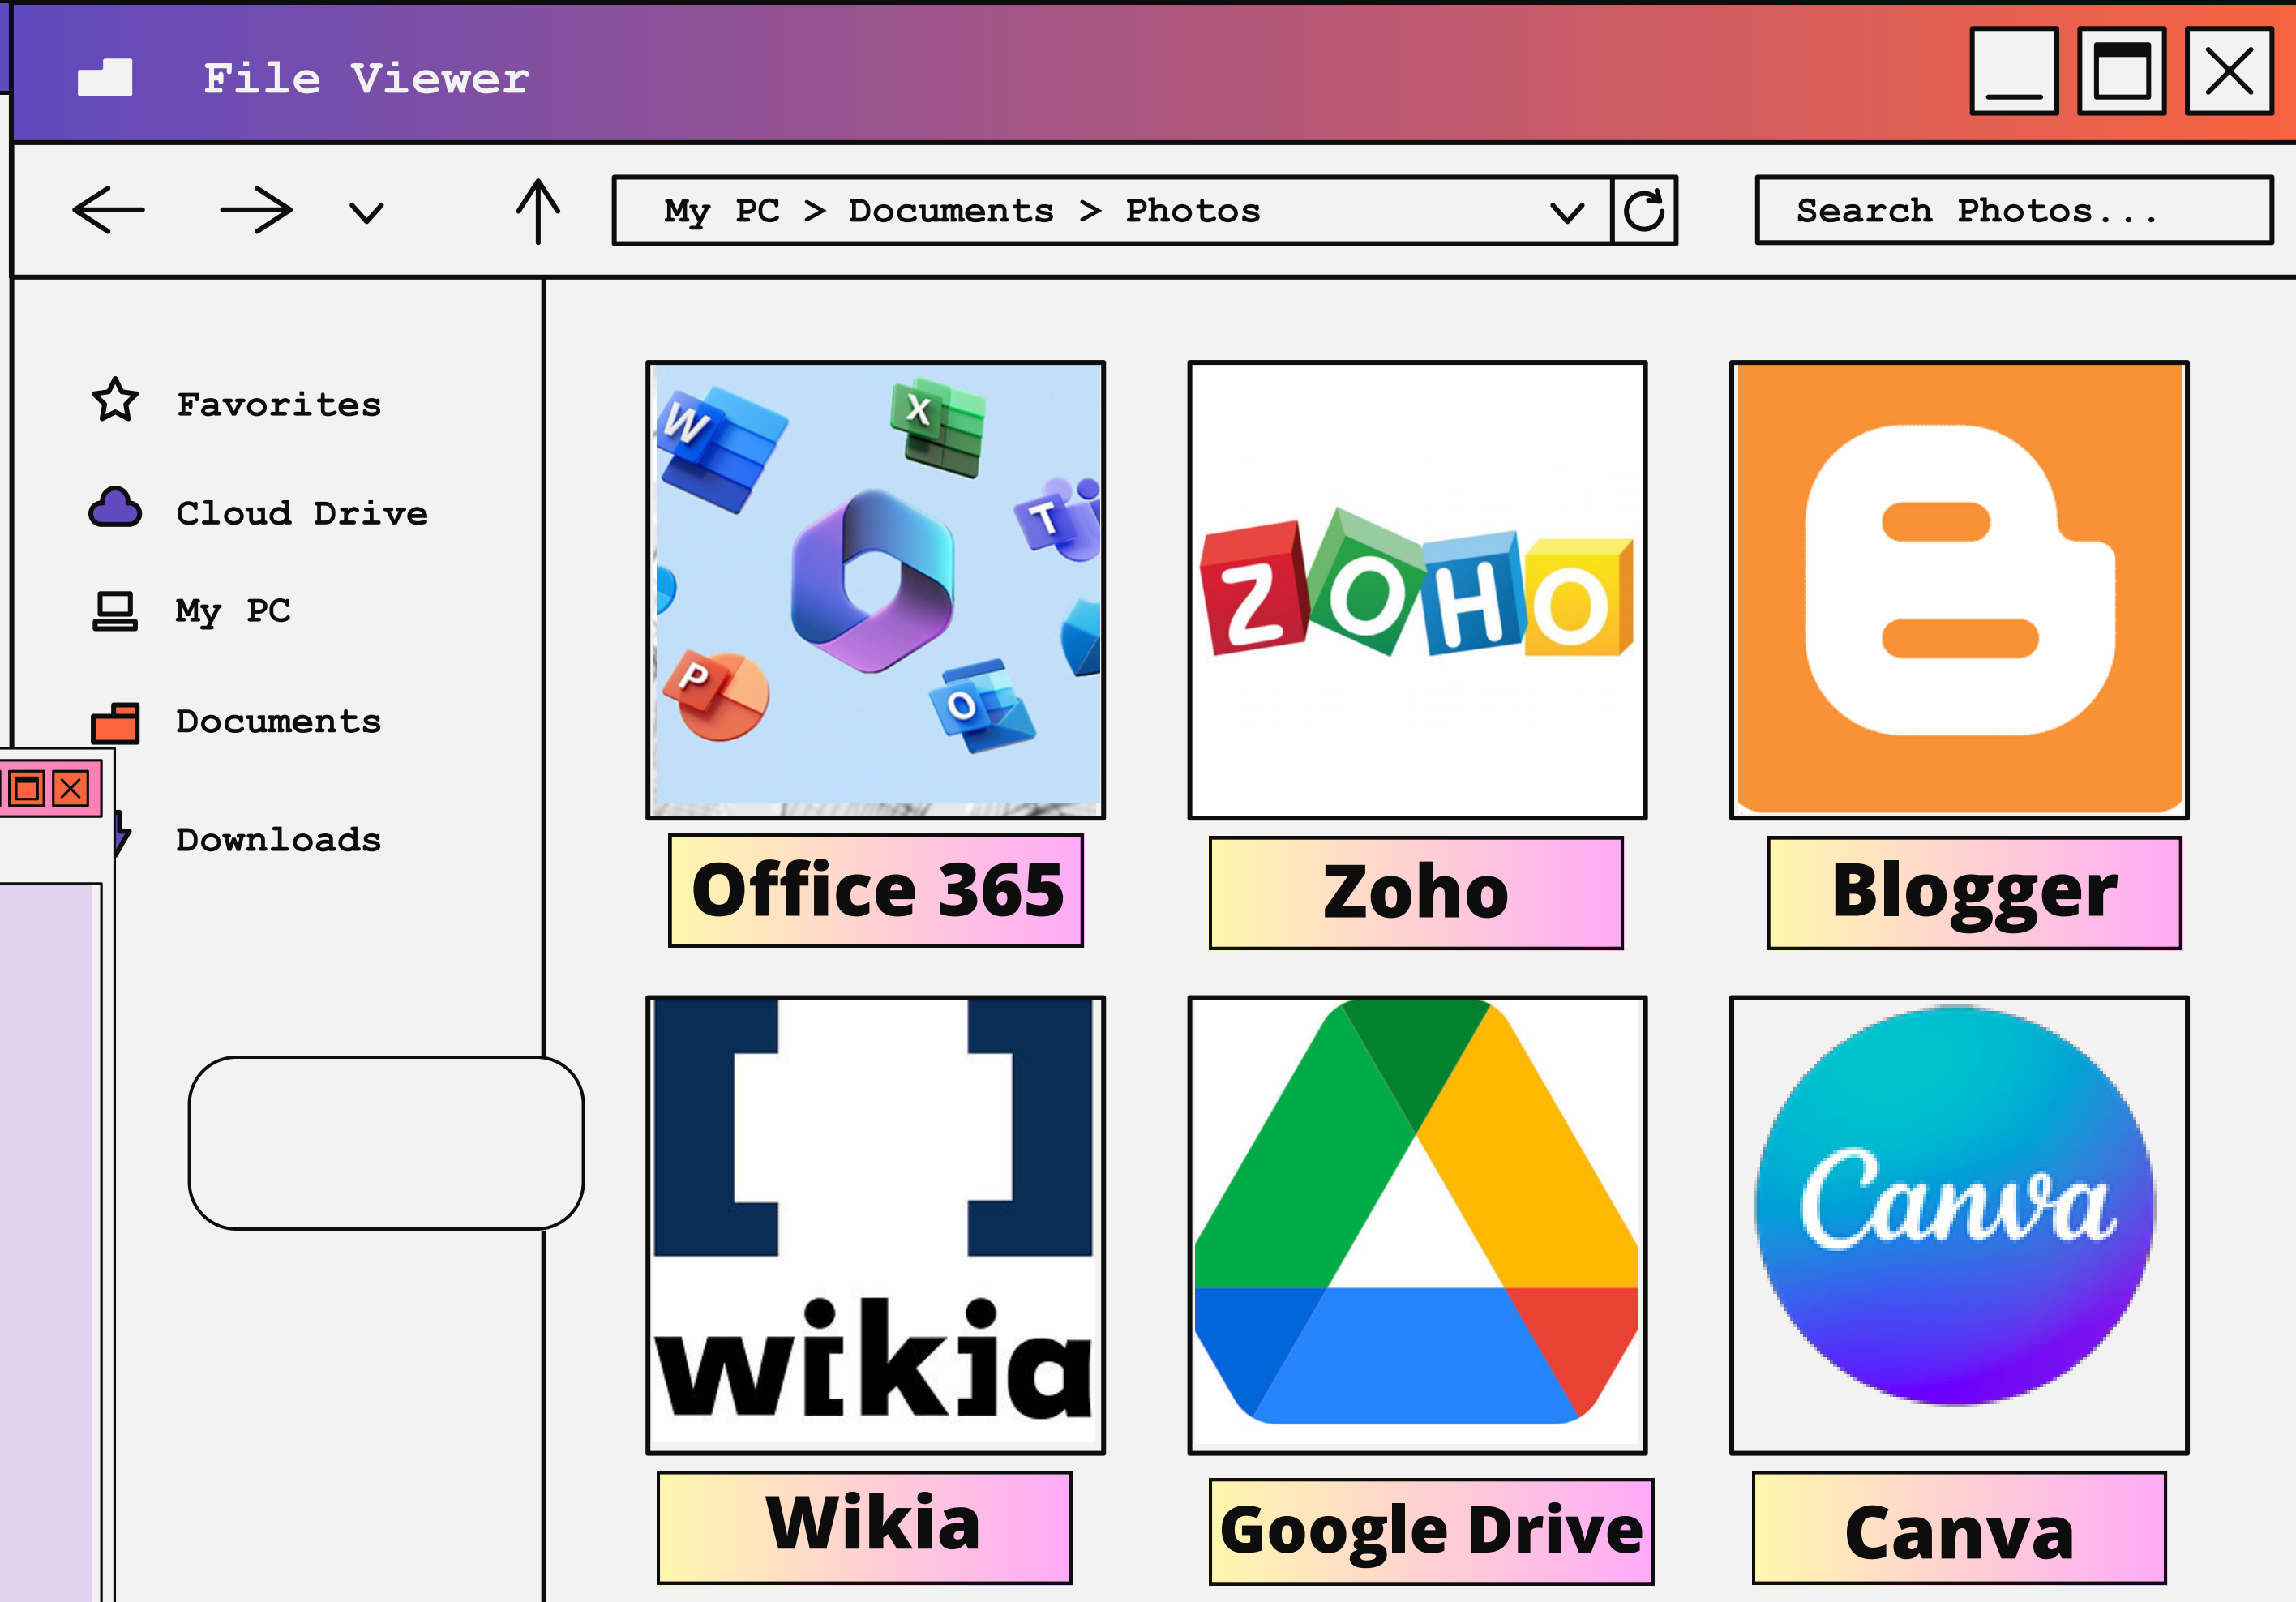 File Viewer
My PC > Documents > Photos
Search Photos...
Favorites
Cloud Drive
My PC
Documents
Downloads
W
X
T
P
O
ZOHO
Office 365
Zoho
Blogger
wikia
Canva
Wikia
Google Drive
Canva